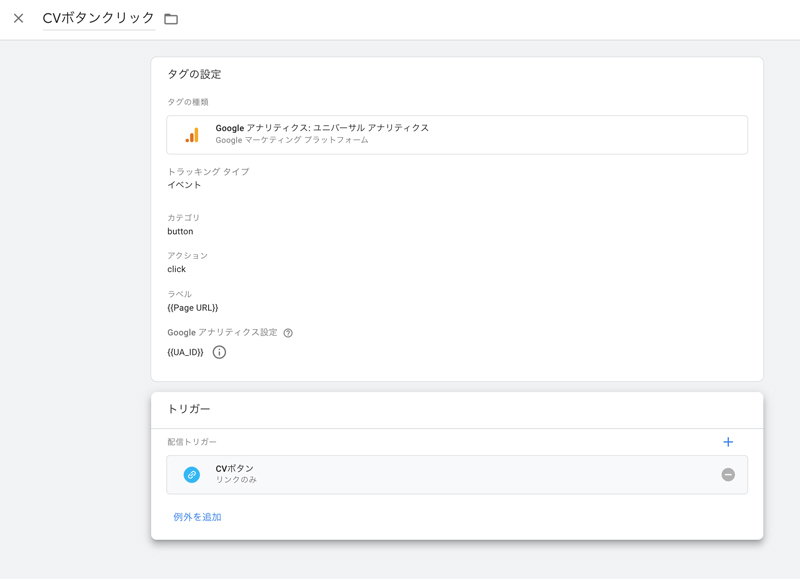 CVボタンクリック
タグの設定
タグの種類
Google アナリティクス: ユニバーサル アナリティクス
Google マーケティング プラットフォーム
トラッキング タイプ
イベント
カテゴリ
button
アクション
click
ラベル
{{Page URL}}
Google アナリティクス設定
{{UA_ID}}
トリガー
配信トリガー
CVボタン
リンクのみ
例外を追加